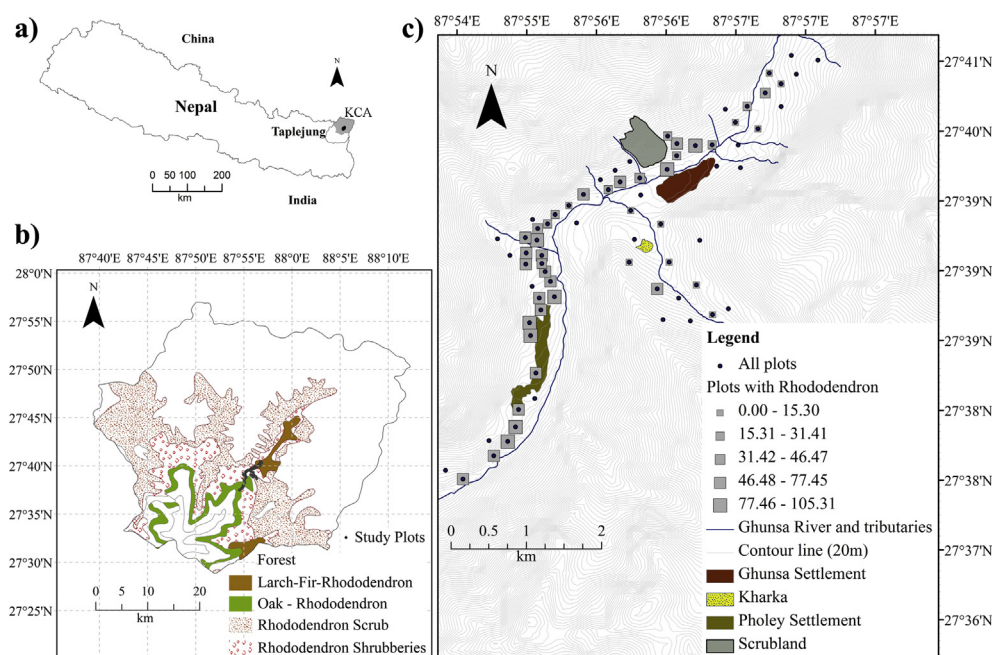 a)
China
N
Nepal
KCA
Taplejung
0 50 100 200
km
India
b)
87°40'E 87°45'E 87°50'E 87°55'E 88°0'E 88°5'E 88°10'E
28°0'N
27°55'N
27°50'N
27°45'N
27°40'N
27°35'N
27°30'N
27°25'N
N
Study Plots
Forest
Larch-Fir-Rhododendron
Oak - Rhododendron
Rhododendron Scrub
Rhododendron Shrubberies
0 10 20
km
c)
87°54'E 87°55'E 87°56'E 87°56'E 87°57'E 87°57'E 87°57'E
27°41'N
27°40'N
27°39'N
27°39'N
27°39'N
27°38'N
27°38'N
27°37'N
27°36'N
N
Legend
All plots
Plots with Rhododendron
0.00 - 15.30
15.31 - 31.41
31.42 - 46.47
46.48 - 77.45
77.46 - 105.31
Ghunsa River and tributaries
Contour line (20m)
Ghunsa Settlement
Kharka
Pholey Settlement
Scrubland
0 0.5 1 2
km